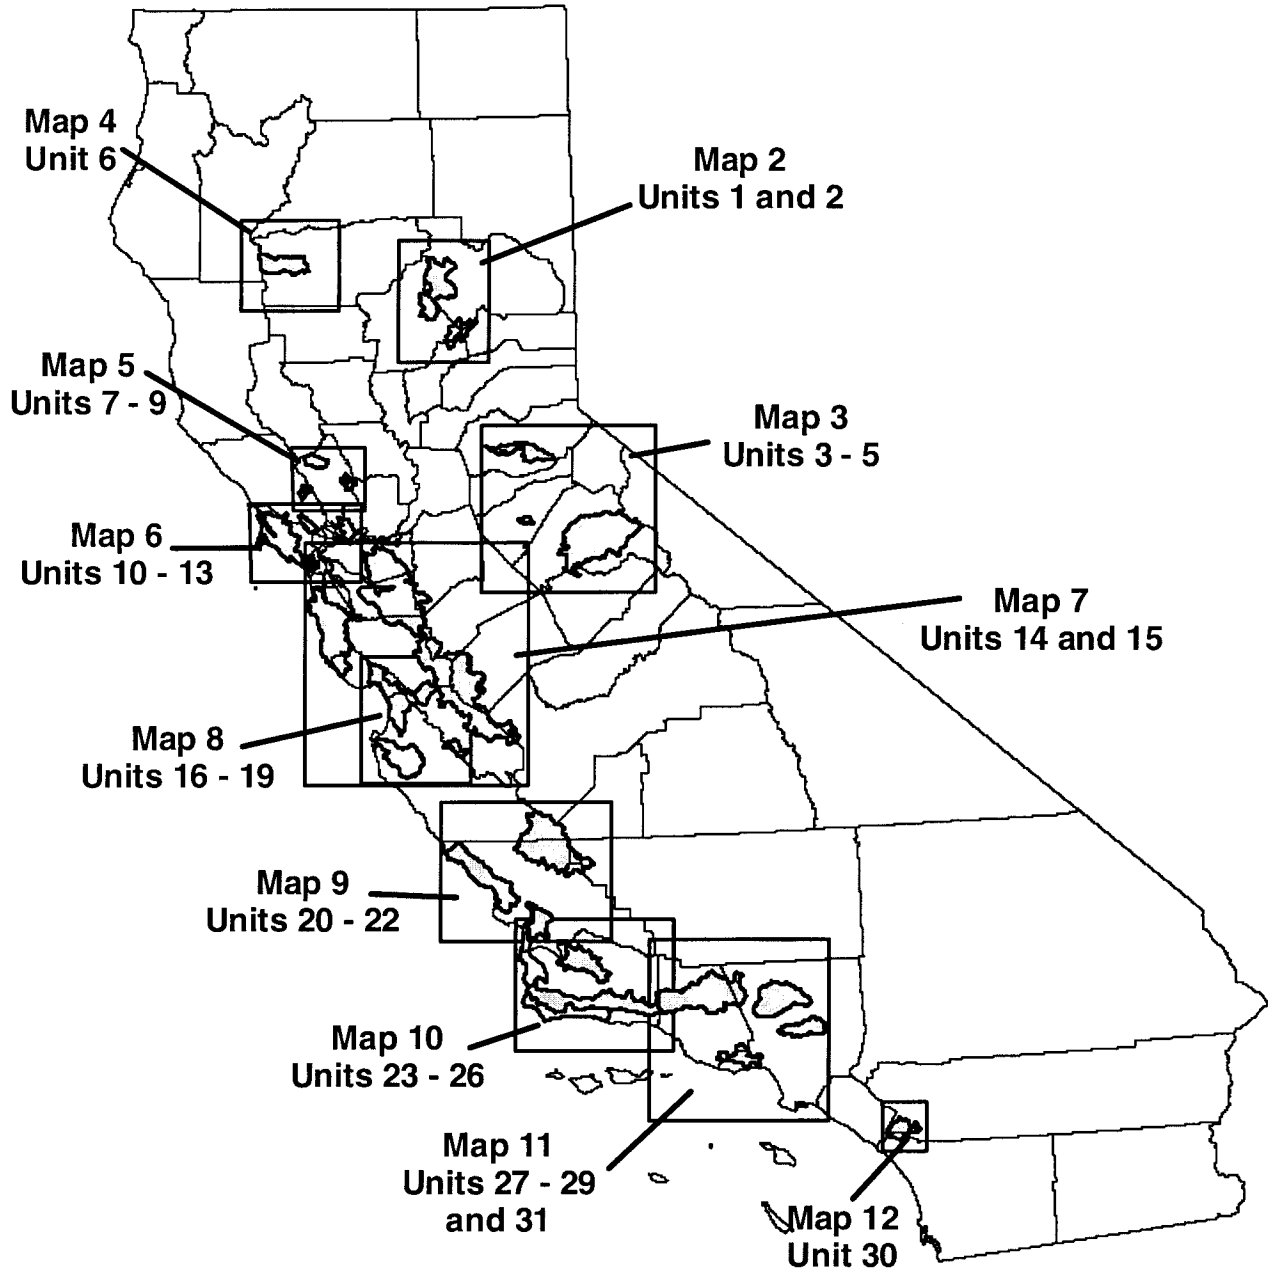 Map 4
Unit 6
Map 2
Units 1 and 2
Map 5
Units 7 - 9
Map 3
Units 3 - 5
Map 6
Units 10 - 13
Map 7
Units 14 and 15
Map 8
Units 16 - 19
Map 9
Units 20 - 22
Map 10
Units 23 - 26
Map 11
Units 27 - 29
and 31
Map 12
Unit 30